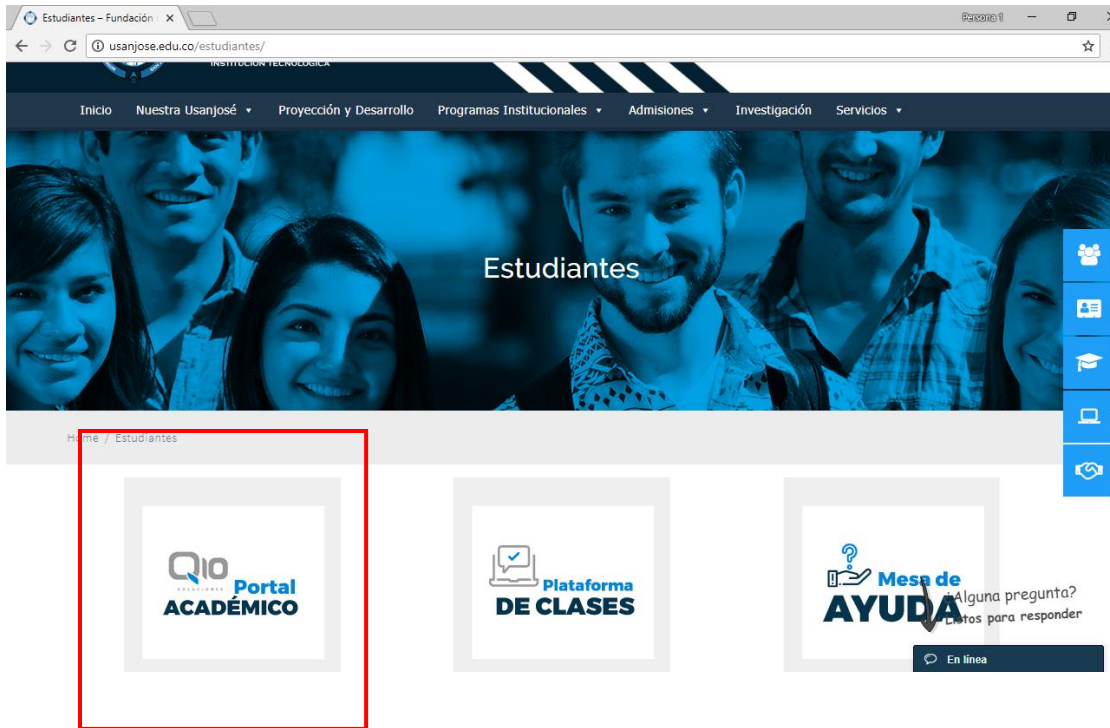 Estudiantes – Fundación
Persona 1
usanjose.edu.co/estudiantes/
INSTITUCIÓN TECNOLÓGICA
Inicio Nuestra Usanjosé Proyección y Desarrollo Programas Institucionales Admisiones Investigación Servicios
Estudiantes
Home / Estudiantes
Q10
SOLUCIONES
Portal
ACADÉMICO
Plataforma
DE CLASES
Mesa de
AYUDA
¿Alguna pregunta?
Listos para responder
En línea